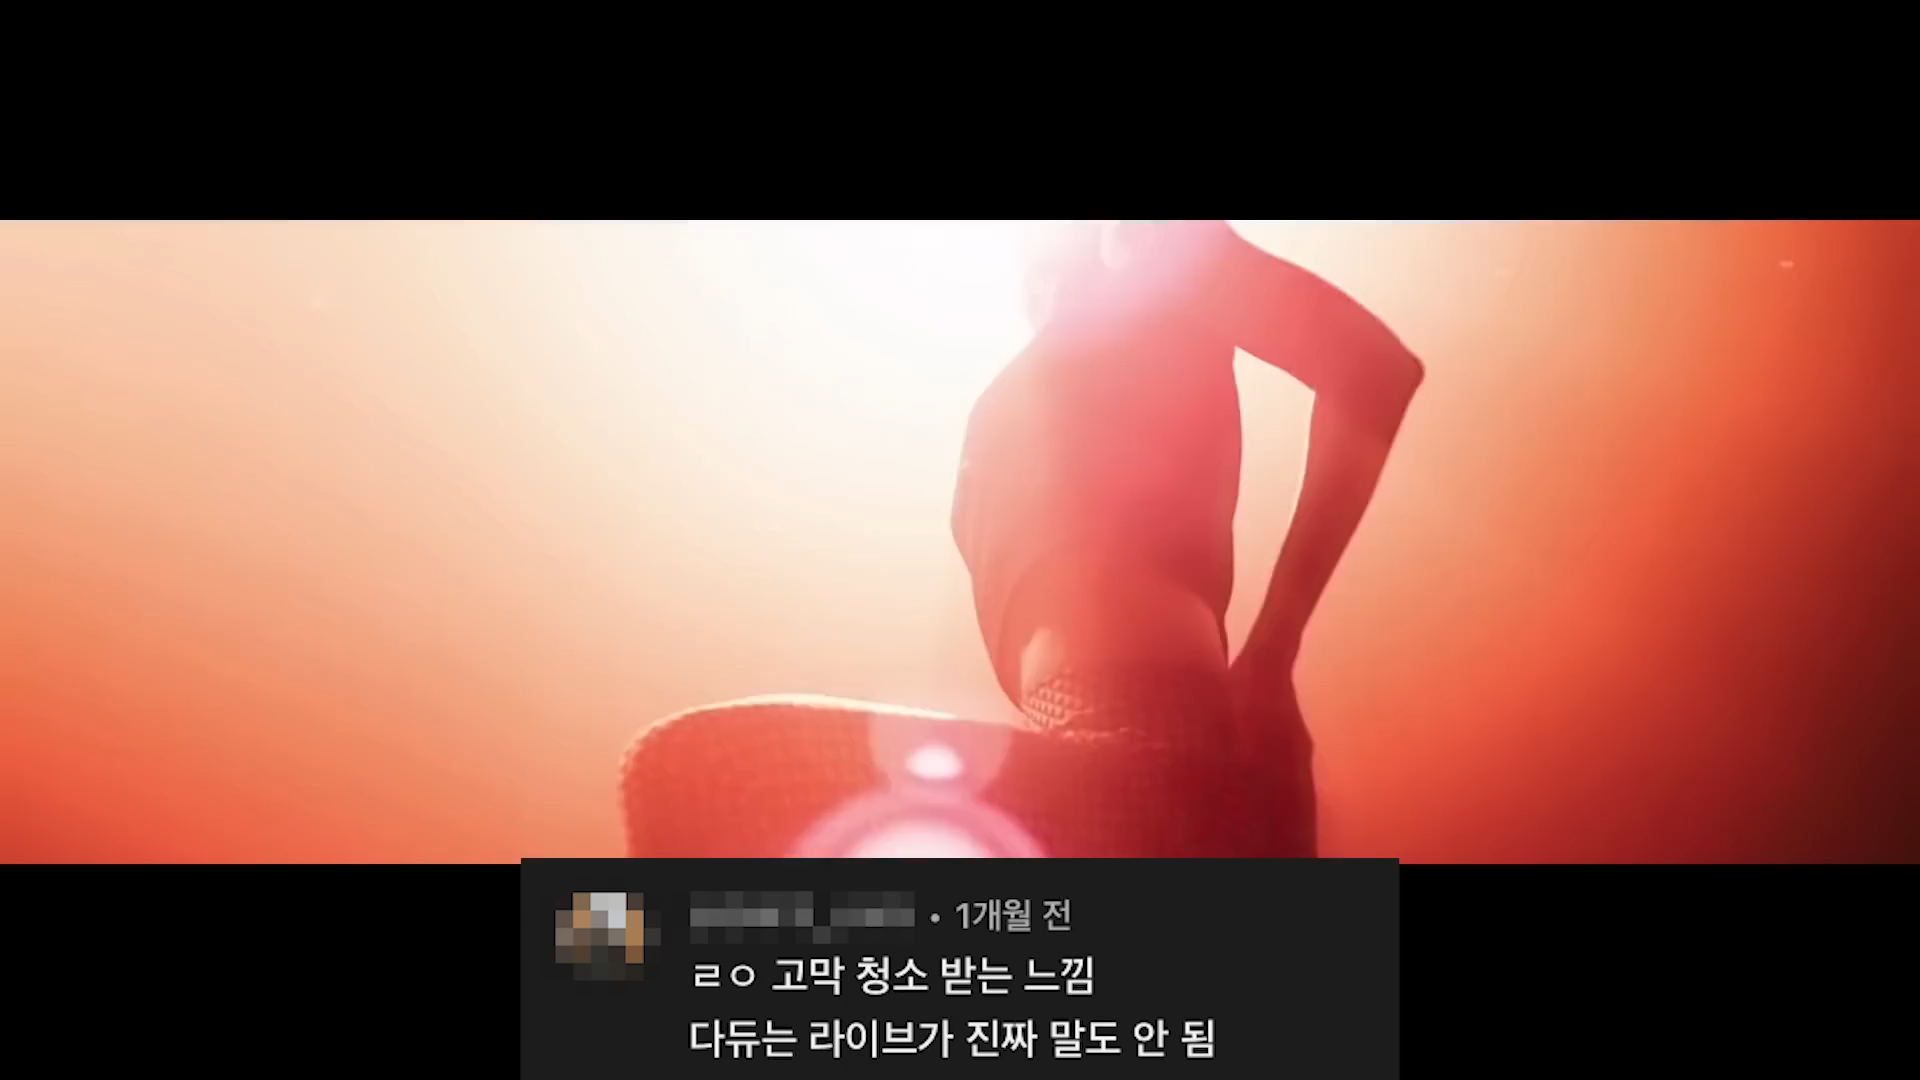 • 1개월 전
ㄹㅇ 고막 청소 받는 느낌
다듀는 라이브가 진짜 말도 안 됨